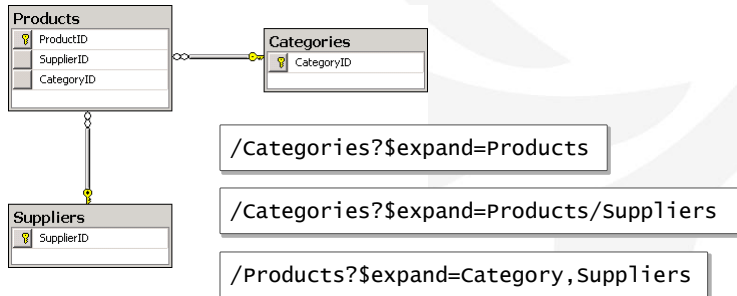 Products
ProductID
SupplierID
CategoryID
Categories
CategoryID
/Categories?$expand=Products
Suppliers
SupplierID
/Categories?$expand=Products/Suppliers
/Products?$expand=Category,Suppliers